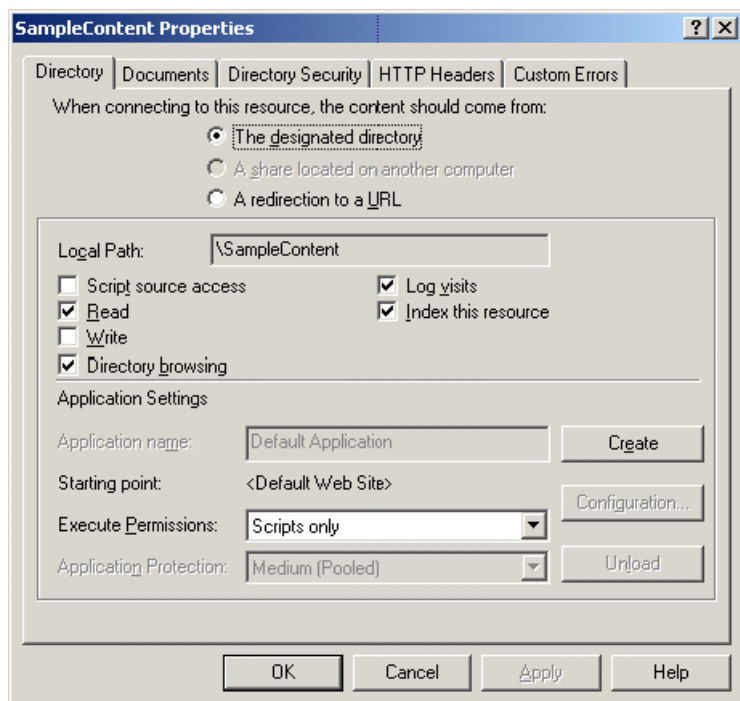 SampleContent Properties
Directory Documents Directory Security HTTP Headers Custom Errors
When connecting to this resource, the content should come from:
The designated directory
A share located on another computer
A redirection to a URL
Local Path: \SampleContent
Script source access Log visits
Read Index this resource
Write
Directory browsing
Application Settings
Application name: Default Application Create
Starting point: <Default Web Site>
Configuration...
Execute Permissions: Scripts only
Application Protection: Medium (Pooled) Unload
OK Cancel Apply Help